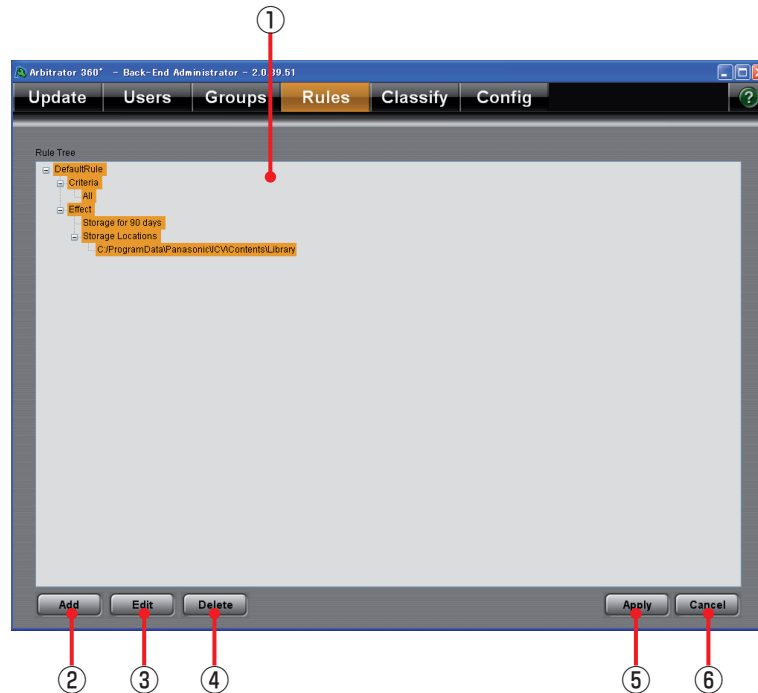 ①
Arbitrator 360° - Back-End Administrator - 2.0.39.51
Update Users Groups Rules Classify Config ?
Rule Tree
DefaultRule
Criteria
All
Effect
Storage for 90 days
Storage Locations
C:/ProgramData\Panasonic\ICV\Contents\Library
Add Edit Delete Apply Cancel
② ③ ④ ⑤ ⑥